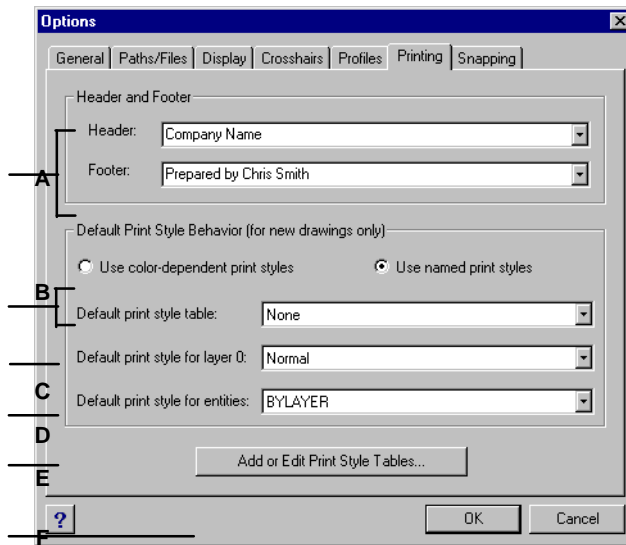 Options
General Paths/Files Display Crosshairs Profiles Printing Snapping
Header and Footer
Header: Company Name
A
Footer: Prepared by Chris Smith
Default Print Style Behavior (for new drawings only)
Use color-dependent print styles Use named print styles
B
Default print style table: None
Default print style for layer 0: Normal
C
Default print style for entities: BYLAYER
D
Add or Edit Print Style Tables...
E
? OK Cancel
F